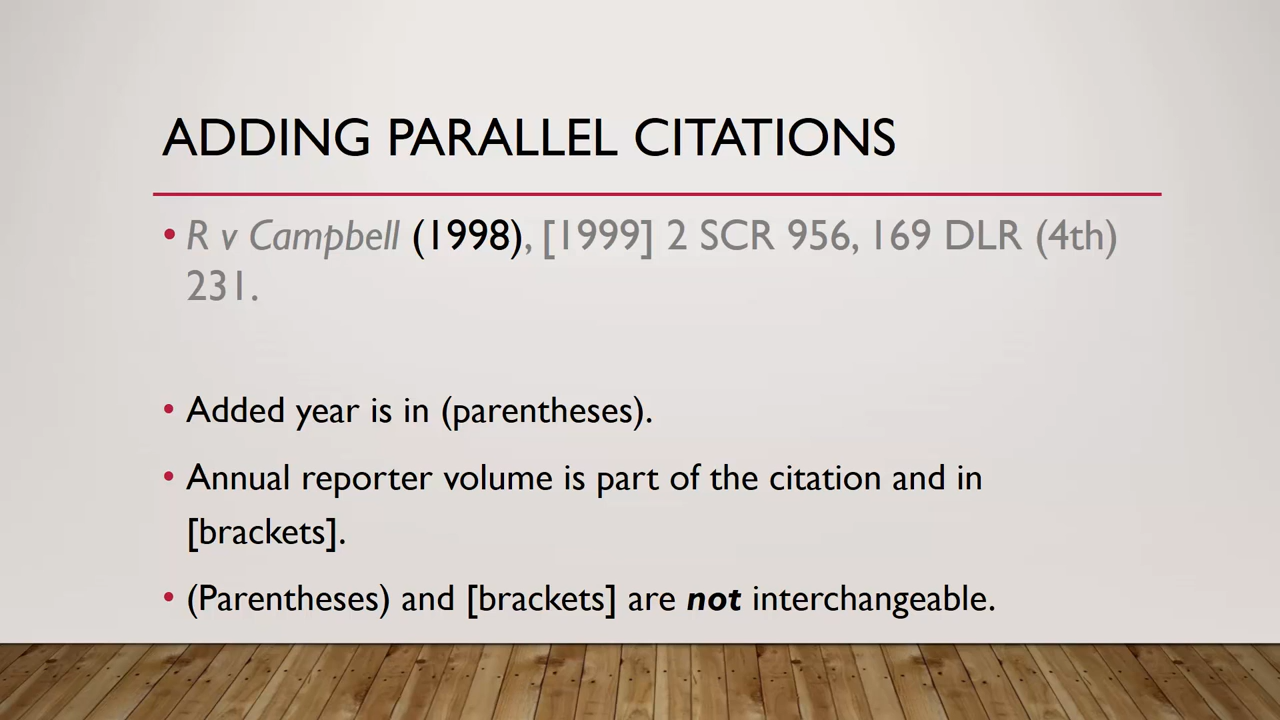 ADDING PARALLEL CITATIONS
• R v Campbell (1998), [1999] 2 SCR 956, 169 DLR (4th)
231.
• Added year is in (parentheses).
• Annual reporter volume is part of the citation and in
[brackets].
• (Parentheses) and [brackets] are not interchangeable.